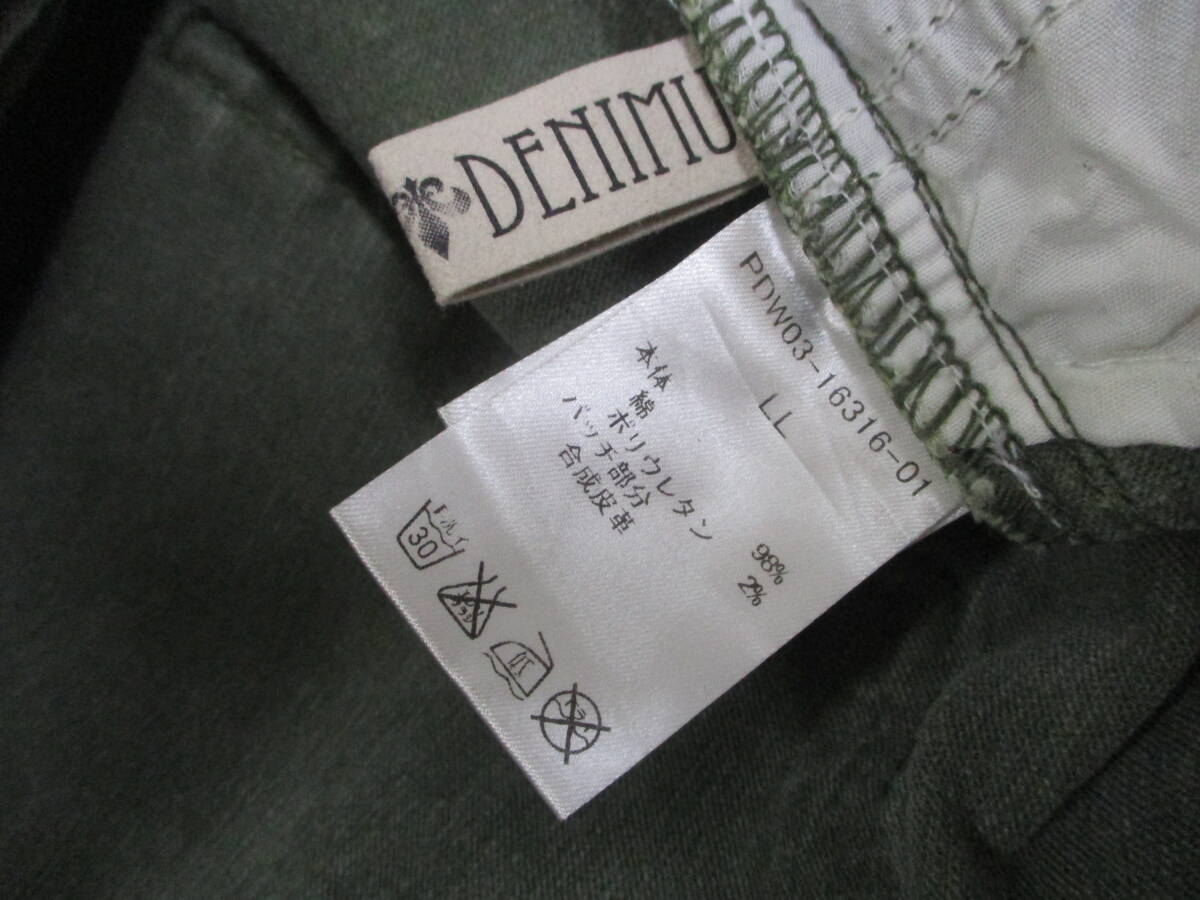 DENIMU
PDW03-16316-01
LL
本体
綿 98%
ポリウレタン 2%
パッチ部分
合成皮革
30